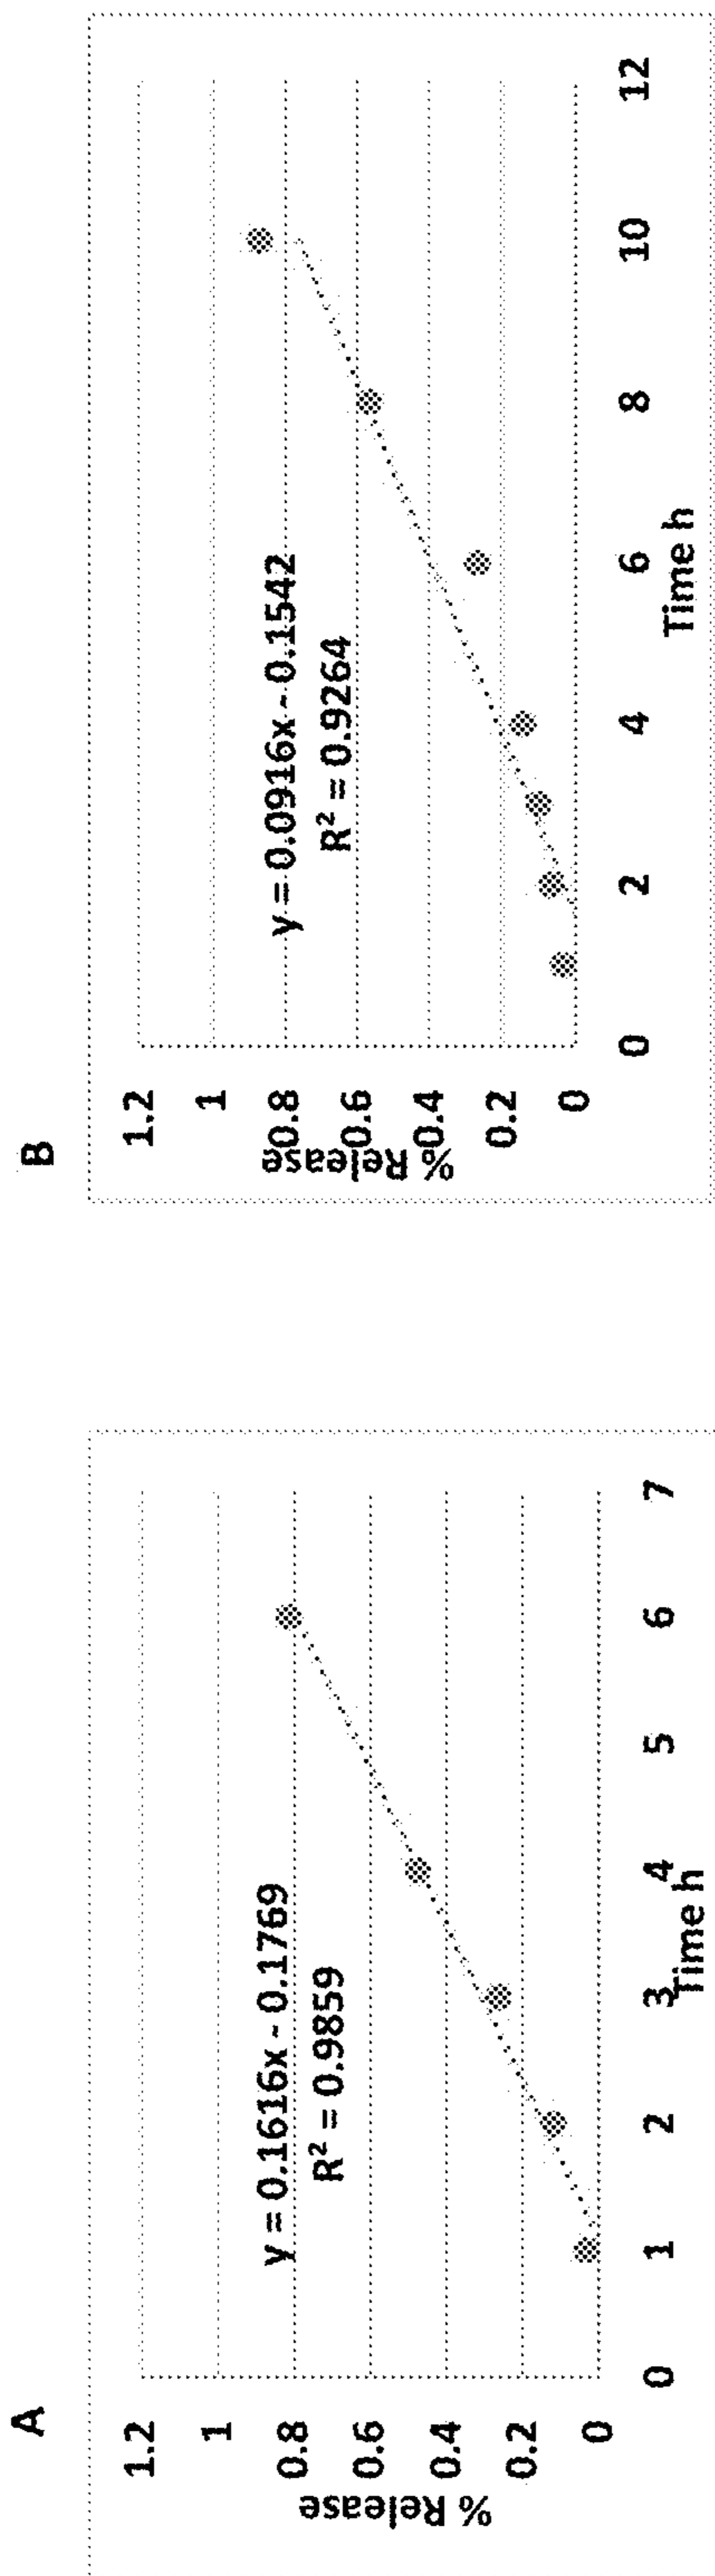 A
% Release
1.2
1
0.8
0.6
0.4
0.2
0
y = 0.1616x - 0.1769
R² = 0.9859
0 1 2 3 4 5 6 7
Time h
B
% Release
1.2
1
0.8
0.6
0.4
0.2
0
y = 0.0916x - 0.1542
R² = 0.9264
0 2 4 6 8 10 12
Time h